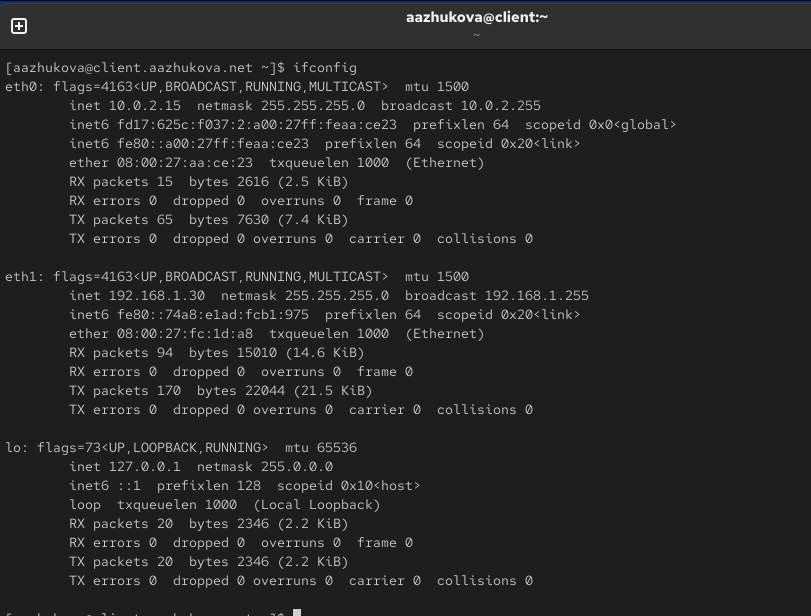 aazhukova@client:~
~
[aazhukova@client.aazhukova.net ~]$ ifconfig
eth0: flags=4163<UP,BROADCAST,RUNNING,MULTICAST>  mtu 1500
        inet 10.0.2.15  netmask 255.255.255.0  broadcast 10.0.2.255
        inet6 fd17:625c:f037:2:a00:27ff:feaa:ce23  prefixlen 64  scopeid 0x0<global>
        inet6 fe80::a00:27ff:feaa:ce23  prefixlen 64  scopeid 0x20<link>
        ether 08:00:27:aa:ce:23  txqueuelen 1000  (Ethernet)
        RX packets 15  bytes 2616 (2.5 KiB)
        RX errors 0  dropped 0  overruns 0  frame 0
        TX packets 65  bytes 7630 (7.4 KiB)
        TX errors 0  dropped 0 overruns 0  carrier 0  collisions 0

eth1: flags=4163<UP,BROADCAST,RUNNING,MULTICAST>  mtu 1500
        inet 192.168.1.30  netmask 255.255.255.0  broadcast 192.168.1.255
        inet6 fe80::74a8:e1ad:fcb1:975  prefixlen 64  scopeid 0x20<link>
        ether 08:00:27:fc:1d:a8  txqueuelen 1000  (Ethernet)
        RX packets 94  bytes 15010 (14.6 KiB)
        RX errors 0  dropped 0  overruns 0  frame 0
        TX packets 170  bytes 22044 (21.5 KiB)
        TX errors 0  dropped 0 overruns 0  carrier 0  collisions 0

lo: flags=73<UP,LOOPBACK,RUNNING>  mtu 65536
        inet 127.0.0.1  netmask 255.0.0.0
        inet6 ::1  prefixlen 128  scopeid 0x10<host>
        loop  txqueuelen 1000  (Local Loopback)
        RX packets 20  bytes 2346 (2.2 KiB)
        RX errors 0  dropped 0  overruns 0  frame 0
        TX packets 20  bytes 2346 (2.2 KiB)
        TX errors 0  dropped 0 overruns 0  carrier 0  collisions 0